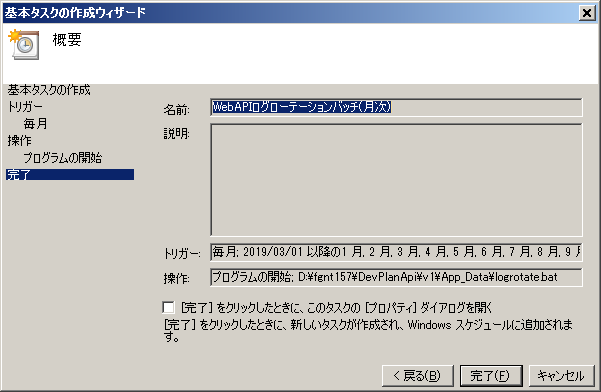 基本タスクの作成ウィザード
概要
基本タスクの作成
トリガー
毎月
操作
プログラムの開始
完了
名前:
WebAPIログローテーションバッチ(月次)
説明:
トリガー:
毎月; 2019/03/01 以降の1 月, 2 月, 3 月, 4 月, 5 月, 6 月, 7 月, 8 月, 9 月
操作:
プログラムの開始; D:¥fgnt157¥DevPlanApi¥v1¥App_Data¥logrotate.bat
[完了] をクリックしたときに、このタスクの [プロパティ] ダイアログを開く
[完了] をクリックしたときに、新しいタスクが作成され、Windows スケジュールに追加されま
す。
< 戻る(B)
完了(F)
キャンセル